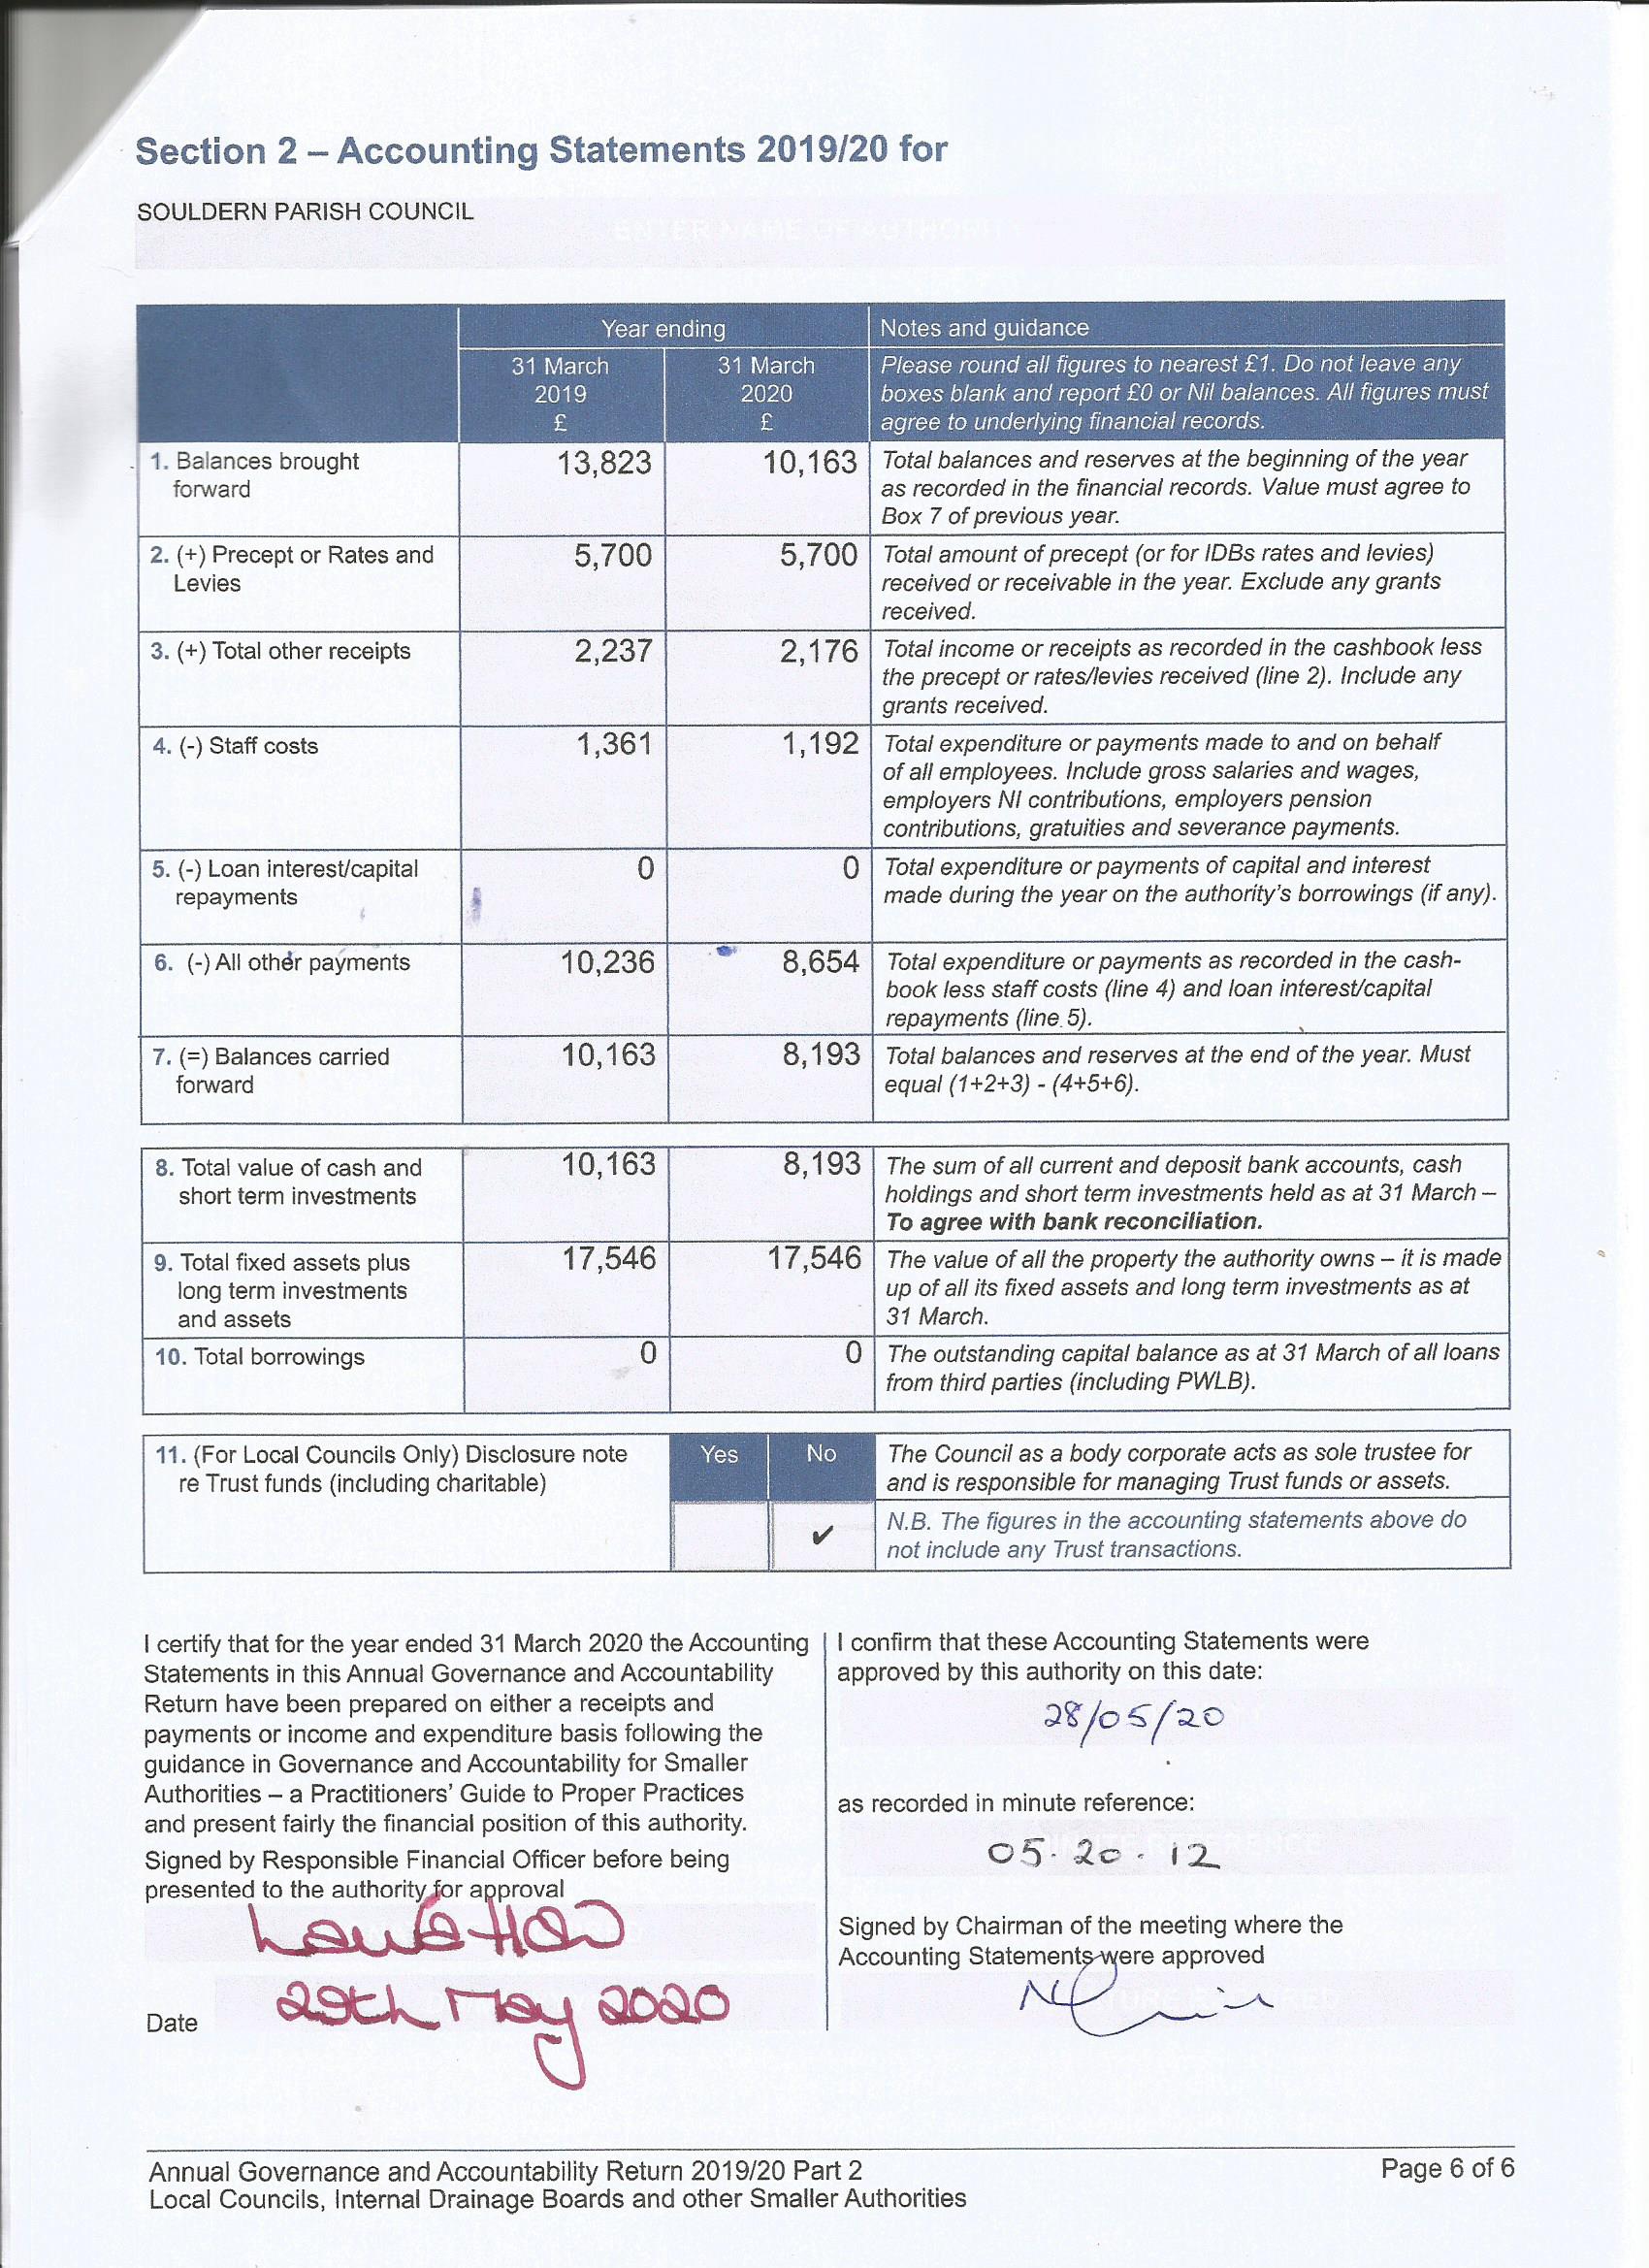 Section 2 – Accounting Statements 2019/20 for
SOULDERN PARISH COUNCIL
ENTER NAME OF AUTHORITY
Year ending
Notes and guidance
31 March
2019
£
31 March
2020
£
Please round all figures to nearest £1. Do not leave any
boxes blank and report £0 or Nil balances. All figures must
agree to underlying financial records.
1. Balances brought
forward
13,823
10,163
Total balances and reserves at the beginning of the year
as recorded in the financial records. Value must agree to
Box 7 of previous year.
2. (+) Precept or Rates and
Levies
5,700
5,700
Total amount of precept (or for IDBs rates and levies)
received or receivable in the year. Exclude any grants
received.
3. (+) Total other receipts
2,237
2,176
Total income or receipts as recorded in the cashbook less
the precept or rates/levies received (line 2). Include any
grants received.
4. (-) Staff costs
1,361
1,192
Total expenditure or payments made to and on behalf
of all employees. Include gross salaries and wages,
employers NI contributions, employers pension
contributions, gratuities and severance payments.
5. (-) Loan interest/capital
repayments
0
0
Total expenditure or payments of capital and interest
made during the year on the authority's borrowings (if any).
6. (-) All other payments
10,236
8,654
Total expenditure or payments as recorded in the cash-
book less staff costs (line 4) and loan interest/capital
repayments (line 5).
7. (=) Balances carried
forward
10,163
8,193
Total balances and reserves at the end of the year. Must
equal (1+2+3) - (4+5+6).
8. Total value of cash and
short term investments
10,163
8,193
The sum of all current and deposit bank accounts, cash
holdings and short term investments held as at 31 March –
To agree with bank reconciliation.
9. Total fixed assets plus
long term investments
and assets
17,546
17,546
The value of all the property the authority owns – it is made
up of all its fixed assets and long term investments as at
31 March.
10. Total borrowings
0
0
The outstanding capital balance as at 31 March of all loans
from third parties (including PWLB).
11. (For Local Councils Only) Disclosure note
re Trust funds (including charitable)
Yes
No
The Council as a body corporate acts as sole trustee for
and is responsible for managing Trust funds or assets.
✔
N.B. The figures in the accounting statements above do
not include any Trust transactions.
I certify that for the year ended 31 March 2020 the Accounting
Statements in this Annual Governance and Accountability
Return have been prepared on either a receipts and
payments or income and expenditure basis following the
guidance in Governance and Accountability for Smaller
Authorities – a Practitioners' Guide to Proper Practices
and present fairly the financial position of this authority.
Signed by Responsible Financial Officer before being
presented to the authority for approval
Date
29th May 2020
I confirm that these Accounting Statements were
approved by this authority on this date:
28/05/20
as recorded in minute reference:
05.20.12
Signed by Chairman of the meeting where the
Accounting Statements were approved
Annual Governance and Accountability Return 2019/20 Part 2
Local Councils, Internal Drainage Boards and other Smaller Authorities
Page 6 of 6